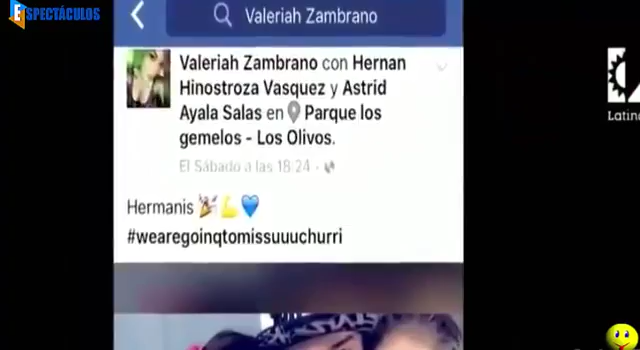 ESPECTÁCULOS
Valeriah Zambrano
Valeriah Zambrano con Hernan
Hinostroza Vasquez y Astrid
Ayala Salas en Parque los
gemelos - Los Olivos.
El Sábado a las 18:24 ·
Latina
Hermanis
#wearegoinqtomissuuuchurri